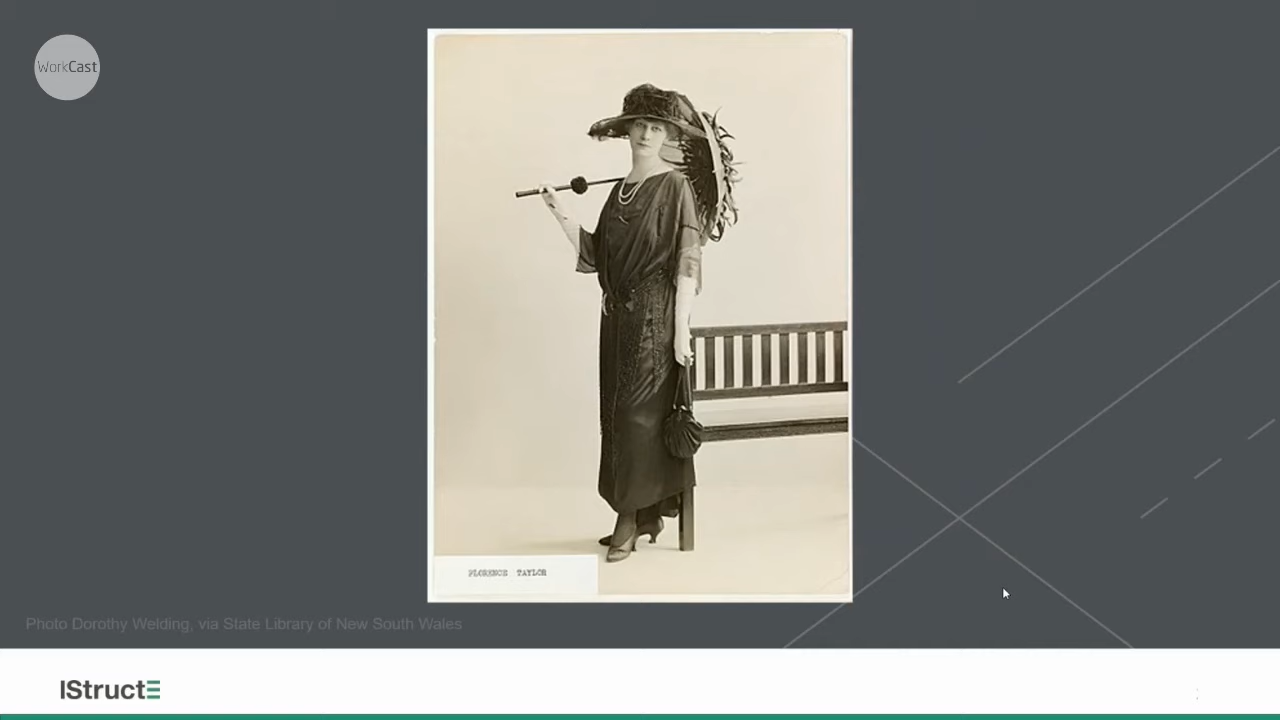 WorkCast
FLORENCE TAYLOR
Photo Dorothy Welding, via State Library of New South Wales
IStructE